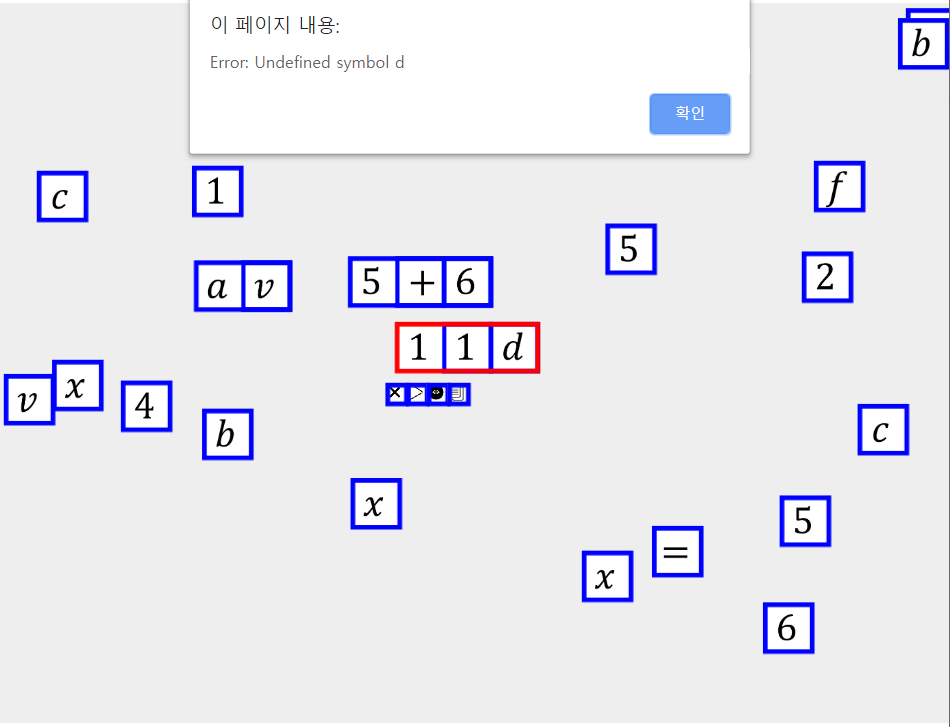 이 페이지 내용:
Error: Undefined symbol d
확인
b
c
1
f
5
a v
5 + 6
2
1 1 d
v
x
4
b
c
x
5
x
=
6